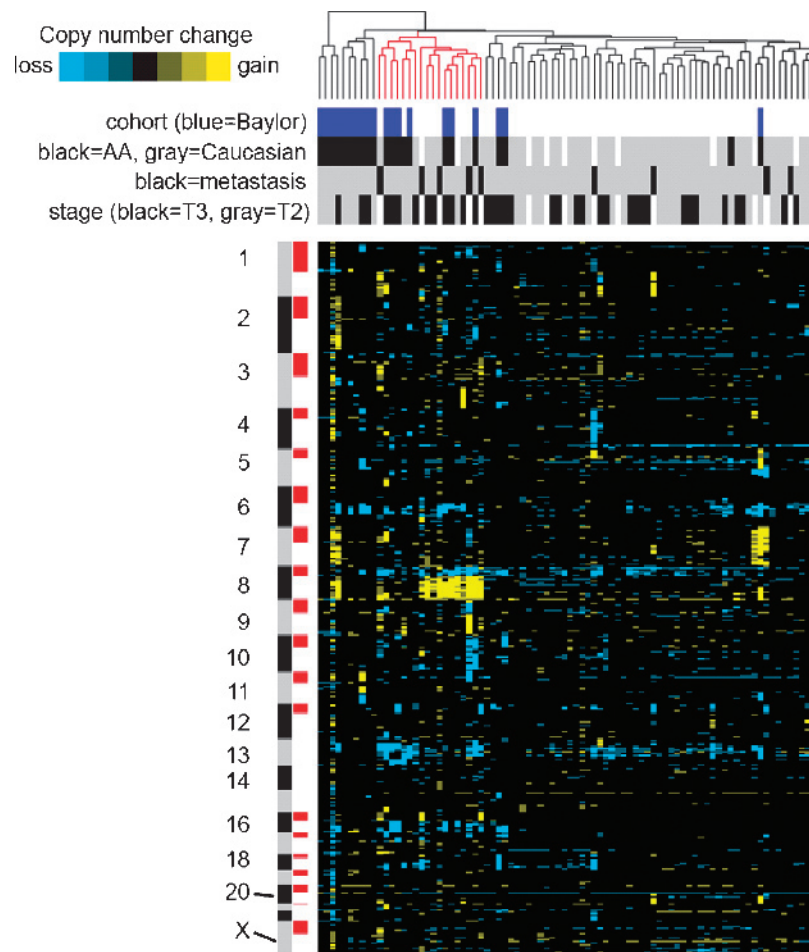 Copy number change
loss gain
cohort (blue=Baylor)
black=AA, gray=Caucasian
black=metastasis
stage (black=T3, gray=T2)
1
2
3
4
5
6
7
8
9
10
11
12
13
14
16
18
20
X